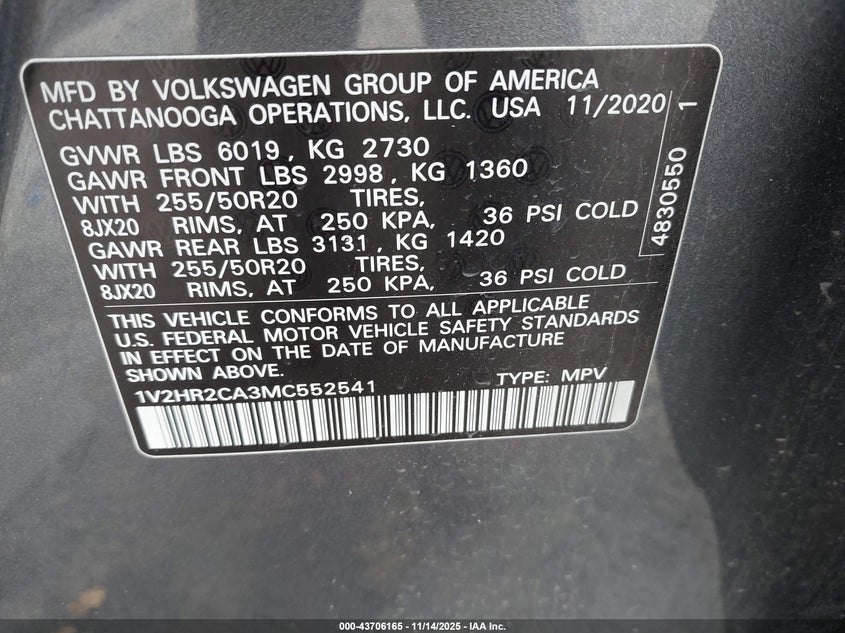 MFD BY VOLKSWAGEN GROUP OF AMERICA
CHATTANOOGA OPERATIONS, LLC. USA 11/2020
GVWR LBS 6019, KG 2730
GAWR FRONT LBS 2998, KG 1360
WITH 255/50R20 TIRES,
8JX20 RIMS, AT 250 KPA, 36 PSI COLD
GAWR REAR LBS 3131, KG 1420
WITH 255/50R20 TIRES,
8JX20 RIMS, AT 250 KPA, 36 PSI COLD
4830550 1
THIS VEHICLE CONFORMS TO ALL APPLICABLE
U.S. FEDERAL MOTOR VEHICLE SAFETY STANDARDS
IN EFFECT ON THE DATE OF MANUFACTURE
SHOWN ABOVE.
1V2HR2CA3MC552541 TYPE: MPV
000-43706165 - 11/14/2025 - IAA Inc.